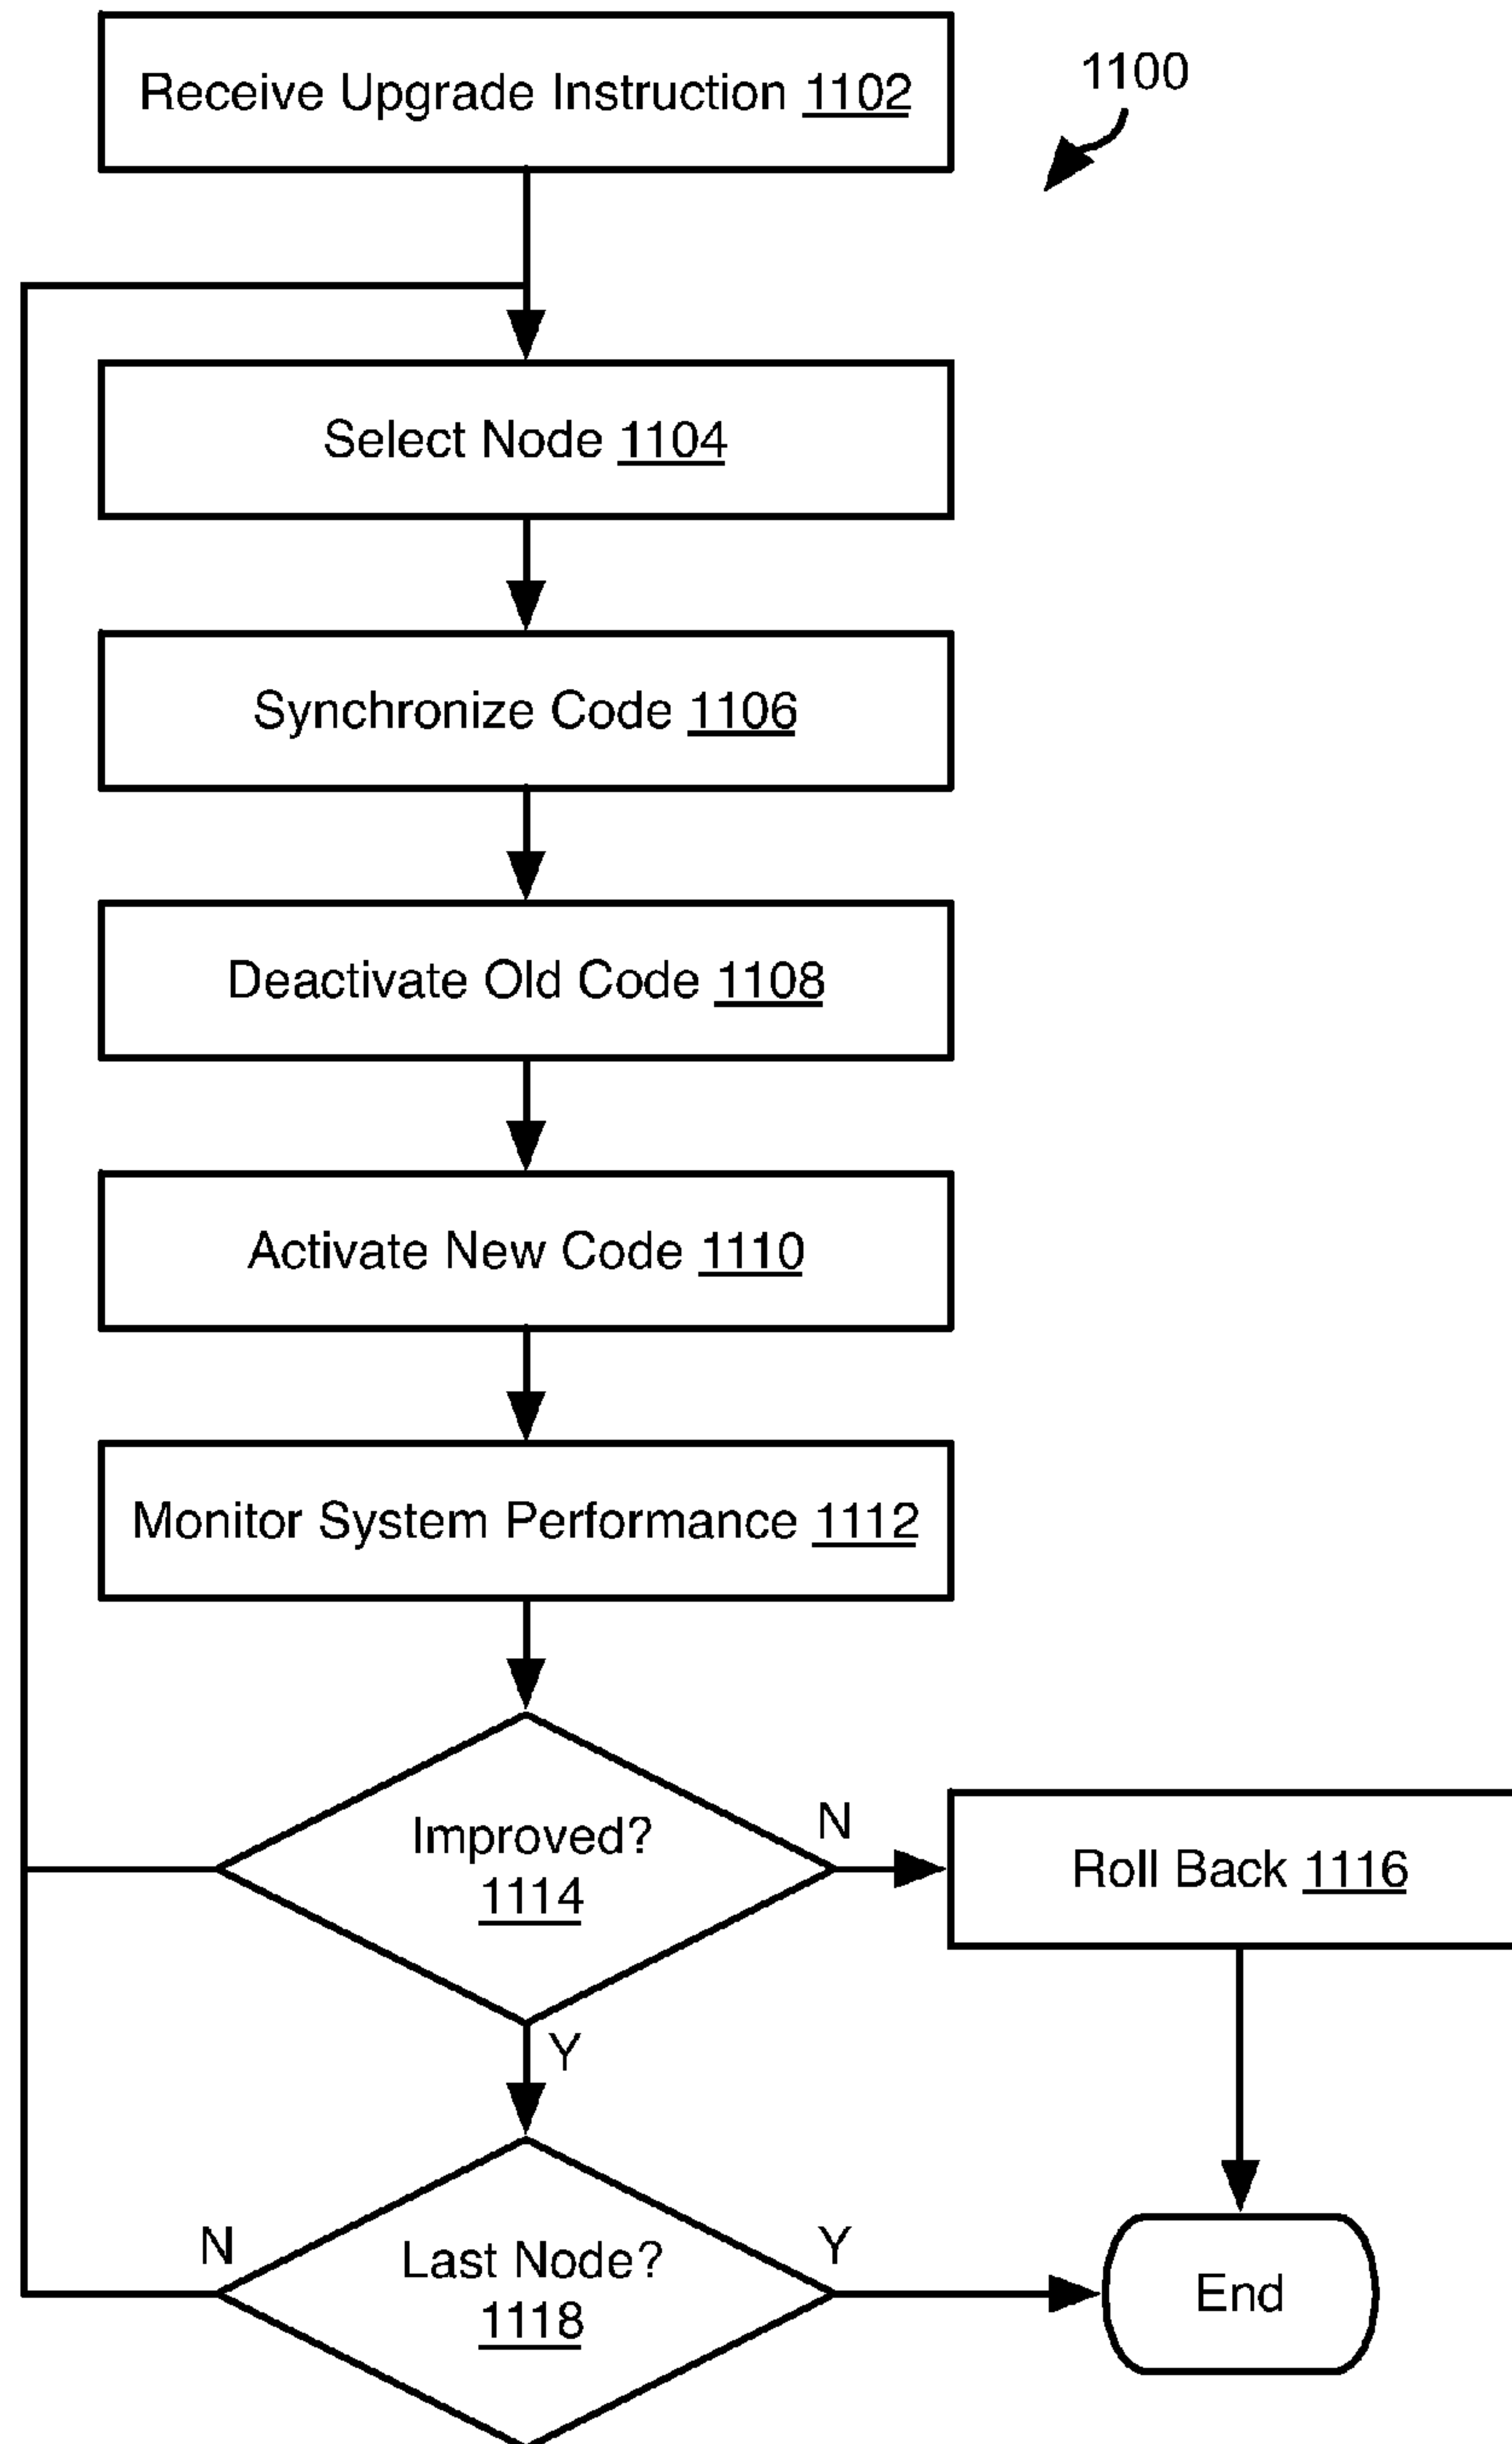 Receive Upgrade Instruction 1102
1100
Select Node 1104
Synchronize Code 1106
Deactivate Old Code 1108
Activate New Code 1110
Monitor System Performance 1112
Improved?
1114
N
Roll Back 1116
Y
N
Last Node?
1118
Y
End